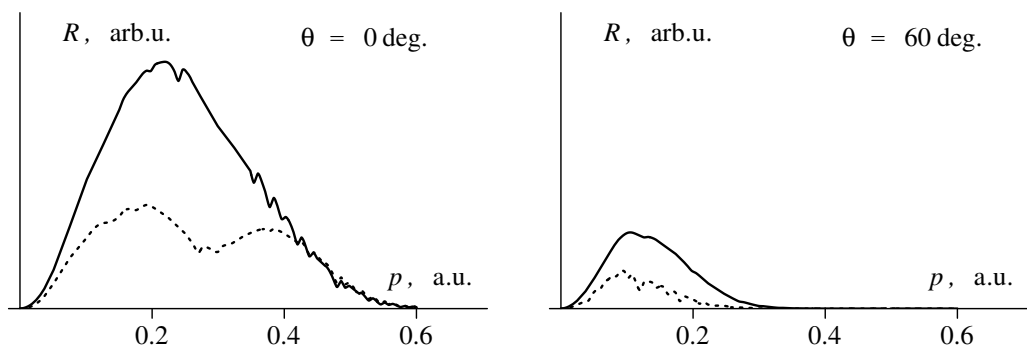 R, arb.u. θ = 0 deg.
p, a.u.
0.2 0.4 0.6
R, arb.u. θ = 60 deg.
p, a.u.
0.2 0.4 0.6